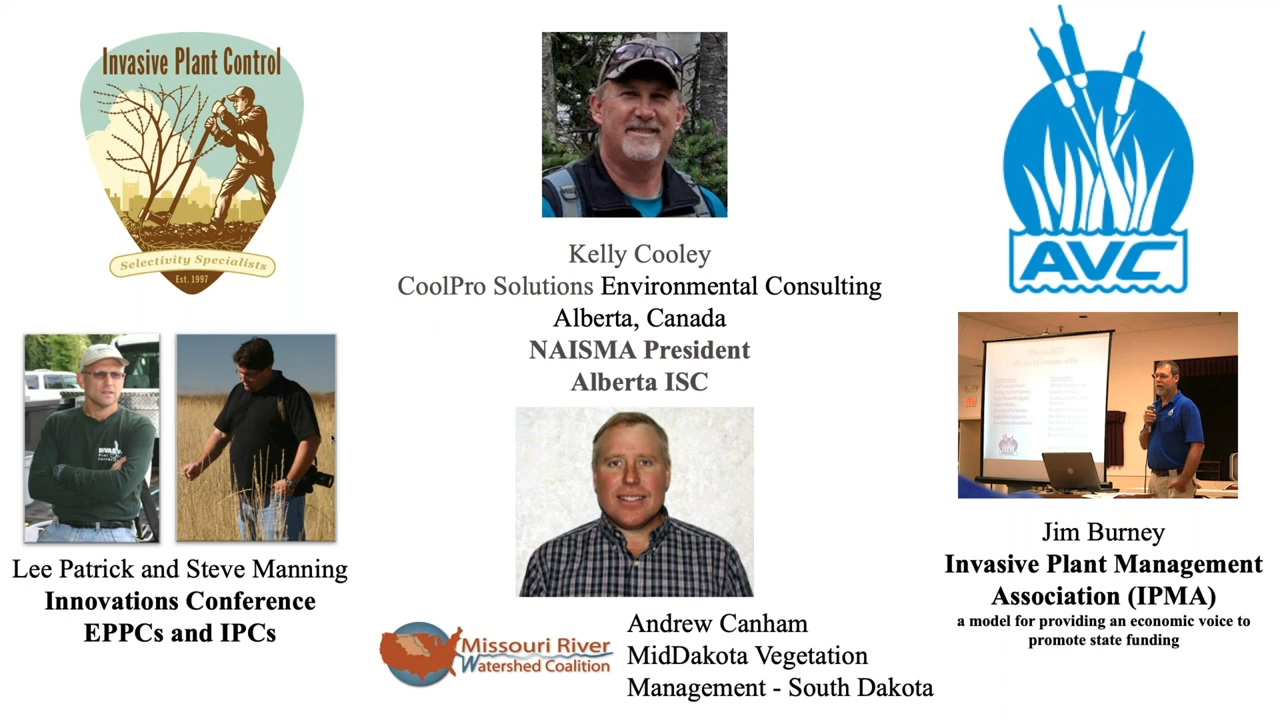 Invasive Plant Control
Selectivity Specialists
Est. 1997
Lee Patrick and Steve Manning
Innovations Conference
EPPCs and IPCs
Kelly Cooley
CoolPro Solutions Environmental Consulting
Alberta, Canada
NAISMA President
Alberta ISC
Missouri River
Watershed Coalition
Andrew Canham
MidDakota Vegetation
Management - South Dakota
AVC
Jim Burney
Invasive Plant Management
Association (IPMA)
a model for providing an economic voice to
promote state funding